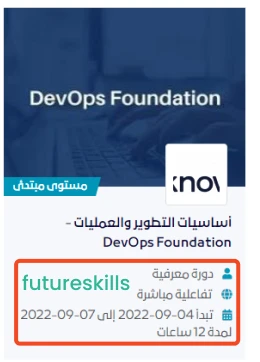 DevOps Foundation
مستوى مبتدئ
أساسيات التطوير والعمليات -
DevOps Foundation
دورة معرفية
futureskills
تفاعلية مباشرة
تبدأ 04-09-2022 إلى 07-09-2022
لمدة 12 ساعات